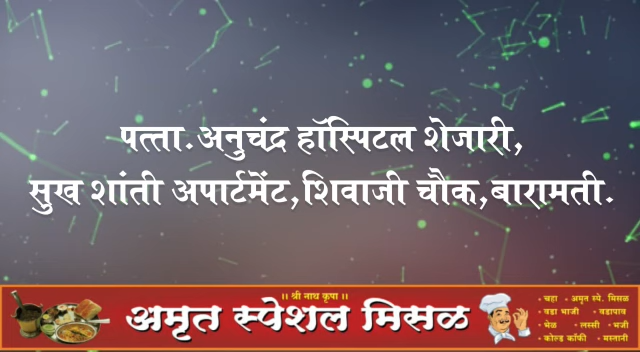 पत्ता.अनुचंद्र हॉस्पिटल शेजारी,
सुख शांती अपार्टमेंट,शिवाजी चौक,बारामती.
॥ श्री नाथ कृपा ॥
अमृत स्पेशल मिसळ
• चहा • अमृत स्पे. मिसळ
• वडा भाजी • वडापाव
• भेळ • लस्सी • भजी
• कोल्ड कॉफी • मस्तानी